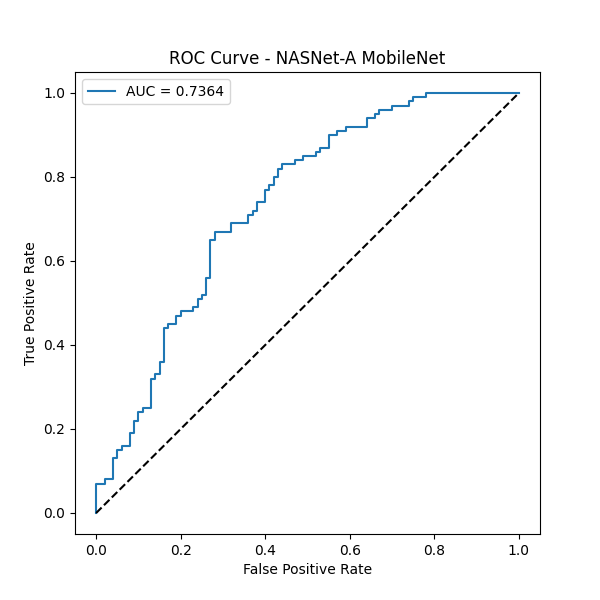 ROC Curve - NASNet-A MobileNet
AUC = 0.7364
1.0
0.8
0.6
0.4
0.2
0.0
True Positive Rate
0.0 0.2 0.4 0.6 0.8 1.0
False Positive Rate